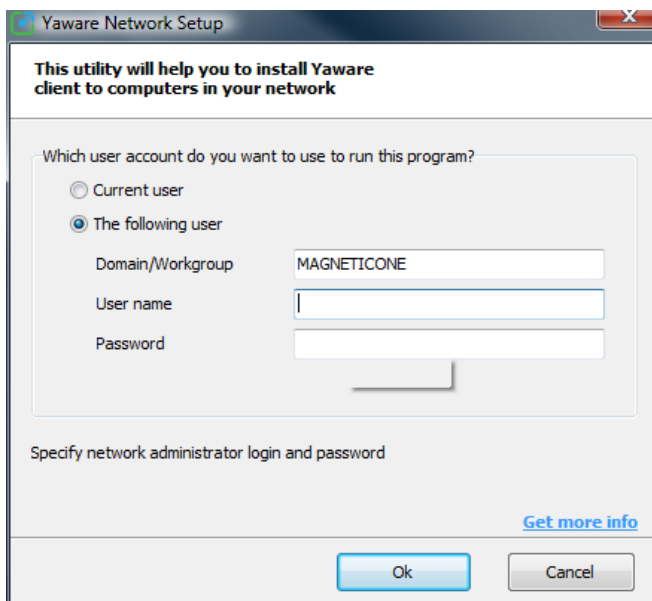 Yaware Network Setup
This utility will help you to install Yaware
client to computers in your network
Which user account do you want to use to run this program?
Current user
The following user
Domain/Workgroup MAGNETICONE
User name
Password
Specify network administrator login and password
Get more info
Ok Cancel